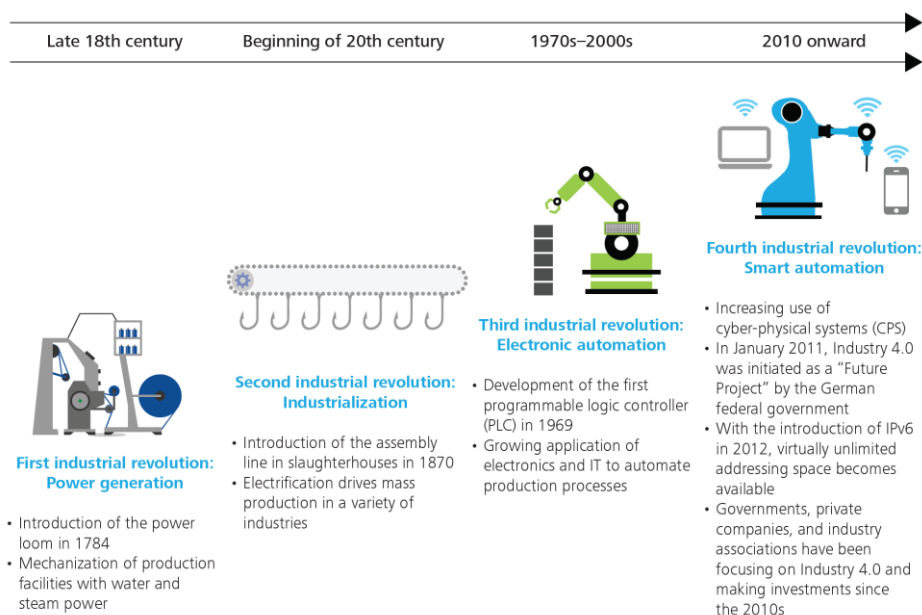 Late 18th century
Beginning of 20th century
1970s–2000s
2010 onward
First industrial revolution:
Power generation
• Introduction of the power
loom in 1784
• Mechanization of production
facilities with water and
steam power
Second industrial revolution:
Industrialization
• Introduction of the assembly
line in slaughterhouses in 1870
• Electrification drives mass
production in a variety of
industries
Third industrial revolution:
Electronic automation
• Development of the first
programmable logic controller
(PLC) in 1969
• Growing application of
electronics and IT to automate
production processes
Fourth industrial revolution:
Smart automation
• Increasing use of
cyber-physical systems (CPS)
• In January 2011, Industry 4.0
was initiated as a “Future
Project” by the German
federal government
• With the introduction of IPv6
in 2012, virtually unlimited
addressing space becomes
available
• Governments, private
companies, and industry
associations have been
focusing on Industry 4.0 and
making investments since
the 2010s